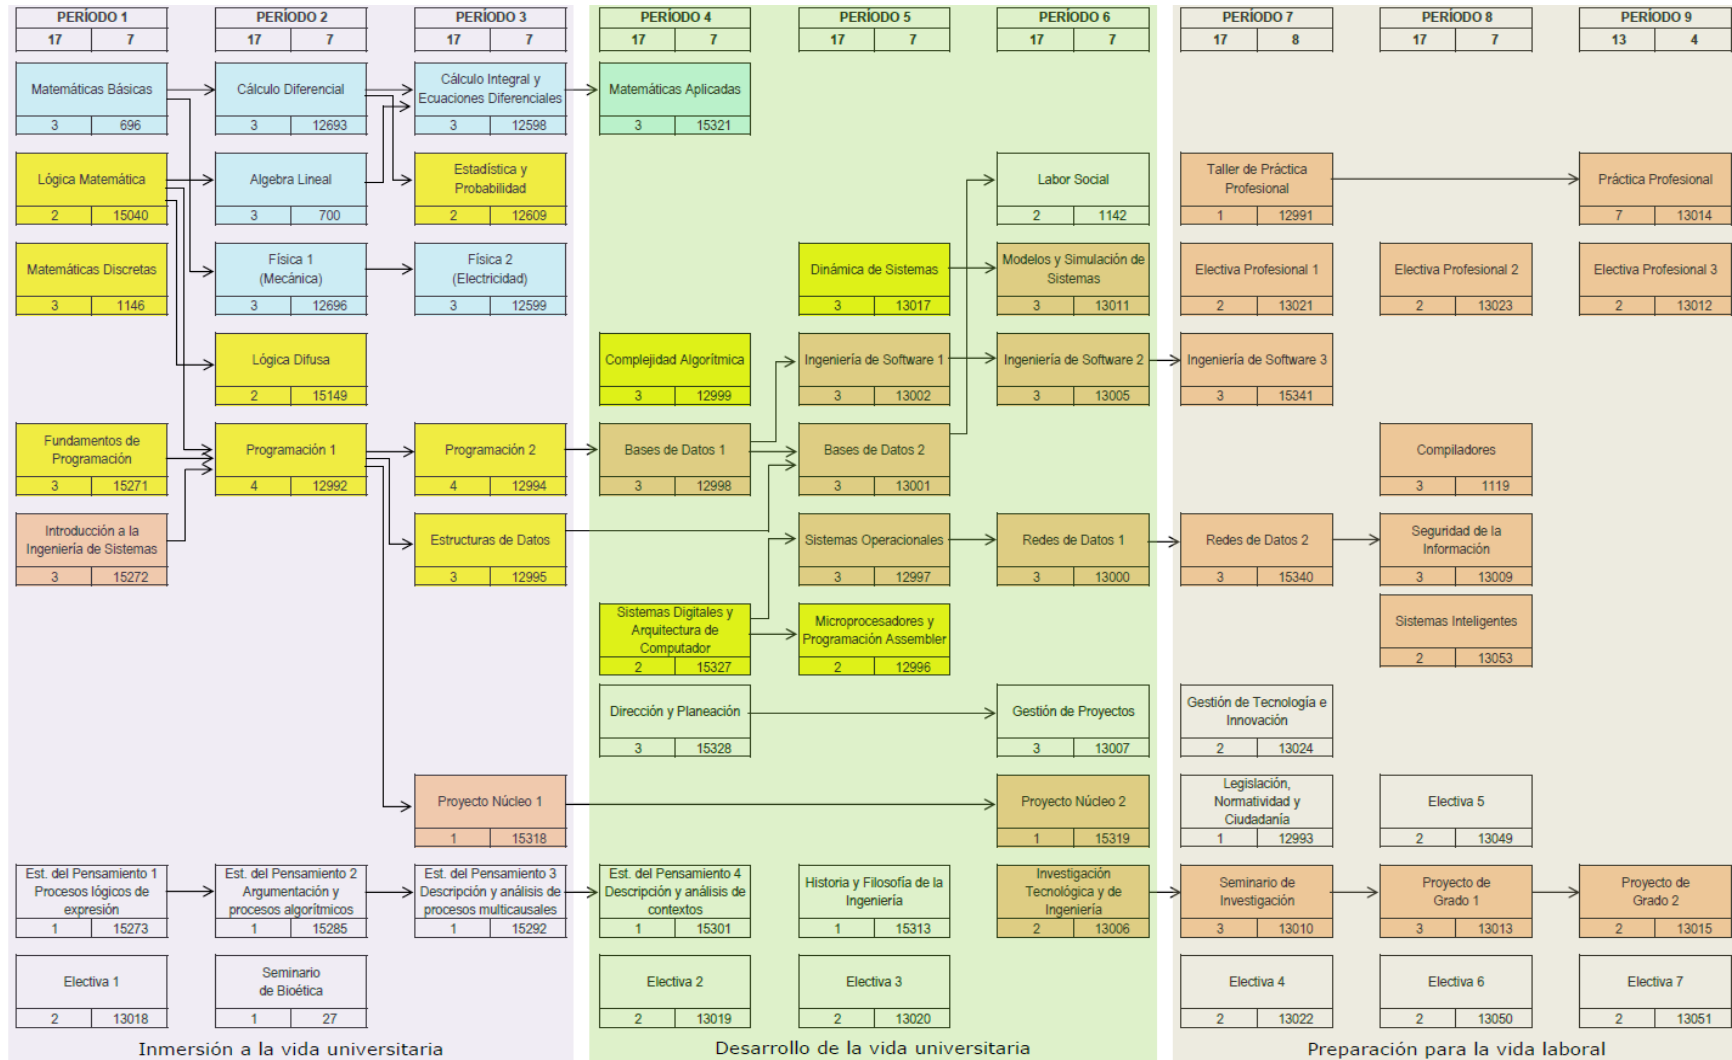 PERÍODO 1
17 7
PERÍODO 2
17 7
PERÍODO 3
17 7
PERÍODO 4
17 7
PERÍODO 5
17 7
PERÍODO 6
17 7
PERÍODO 7
17 8
PERÍODO 8
17 7
PERÍODO 9
13 4
Matemáticas Básicas
3 696
Cálculo Diferencial
3 12693
Cálculo Integral y
Ecuaciones Diferenciales
3 12598
Matemáticas Aplicadas
3 15321
Lógica Matemática
2 15040
Algebra Lineal
3 700
Estadística y
Probabilidad
2 12609
Labor Social
2 1142
Taller de Práctica
Profesional
1 12991
Práctica Profesional
7 13014
Matemáticas Discretas
3 1146
Física 1
(Mecánica)
3 12696
Física 2
(Electricidad)
3 12599
Dinámica de Sistemas
3 13017
Modelos y Simulación de
Sistemas
3 13011
Electiva Profesional 1
2 13021
Electiva Profesional 2
2 13023
Electiva Profesional 3
2 13012
Lógica Difusa
2 15149
Complejidad Algorítmica
3 12999
Ingeniería de Software 1
3 13002
Ingeniería de Software 2
3 13005
Ingeniería de Software 3
3 15341
Fundamentos de
Programación
3 15271
Programación 1
4 12992
Programación 2
4 12994
Bases de Datos 1
3 12998
Bases de Datos 2
3 13001
Compiladores
3 1119
Introducción a la
Ingeniería de Sistemas
3 15272
Estructuras de Datos
3 12995
Sistemas Operacionales
3 12997
Redes de Datos 1
3 13000
Redes de Datos 2
3 15340
Seguridad de la
Información
3 13009
Sistemas Digitales y
Arquitectura de
Computador
2 15327
Microprocesadores y
Programación Assembler
2 12996
Sistemas Inteligentes
2 13053
Dirección y Planeación
3 15328
Gestión de Proyectos
3 13007
Gestión de Tecnología e
Innovación
2 13024
Proyecto Núcleo 1
1 15318
Proyecto Núcleo 2
1 15319
Legislación,
Normatividad y
Ciudadanía
1 12993
Electiva 5
2 13049
Est. del Pensamiento 1
Procesos lógicos de
expresión
1 15273
Est. del Pensamiento 2
Argumentación y
procesos algorítmicos
1 15285
Est. del Pensamiento 3
Descripción y análisis de
procesos multicausales
1 15292
Est. del Pensamiento 4
Descripción y análisis de
contextos
1 15301
Historia y Filosofía de la
Ingeniería
1 15313
Investigación
Tecnológica y de
Ingeniería
2 13006
Seminario de
Investigación
3 13010
Proyecto de
Grado 1
3 13013
Proyecto de
Grado 2
2 13015
Electiva 1
2 13018
Seminario
de Bioética
1 27
Electiva 2
2 13019
Electiva 3
2 13020
Electiva 4
2 13022
Electiva 6
2 13050
Electiva 7
2 13051
Inmersión a la vida universitaria
Desarrollo de la vida universitaria
Preparación para la vida laboral